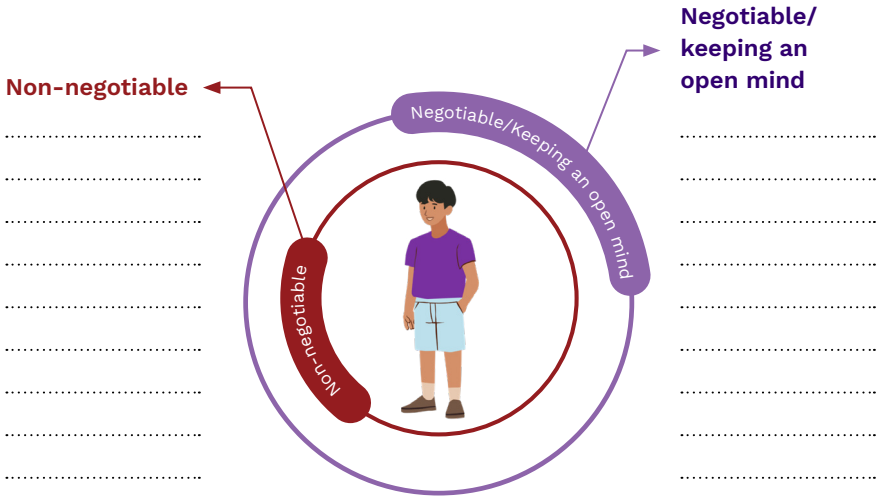 Negotiable/
keeping an
open mind
Non-negotiable
Negotiable/Keeping an open mind
Non-negotiable